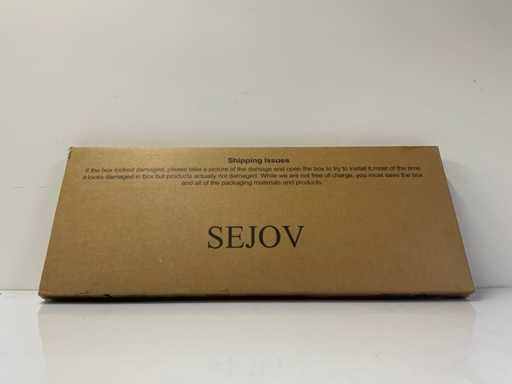 Shipping Issues
If the box looked damaged, please take a picture of the damage and open the box to try to install it,most of the time
it looks damaged in box but products actually not damaged. While we are not free of charge, you must save the box
and all of the packaging materials and products.
SEJOV